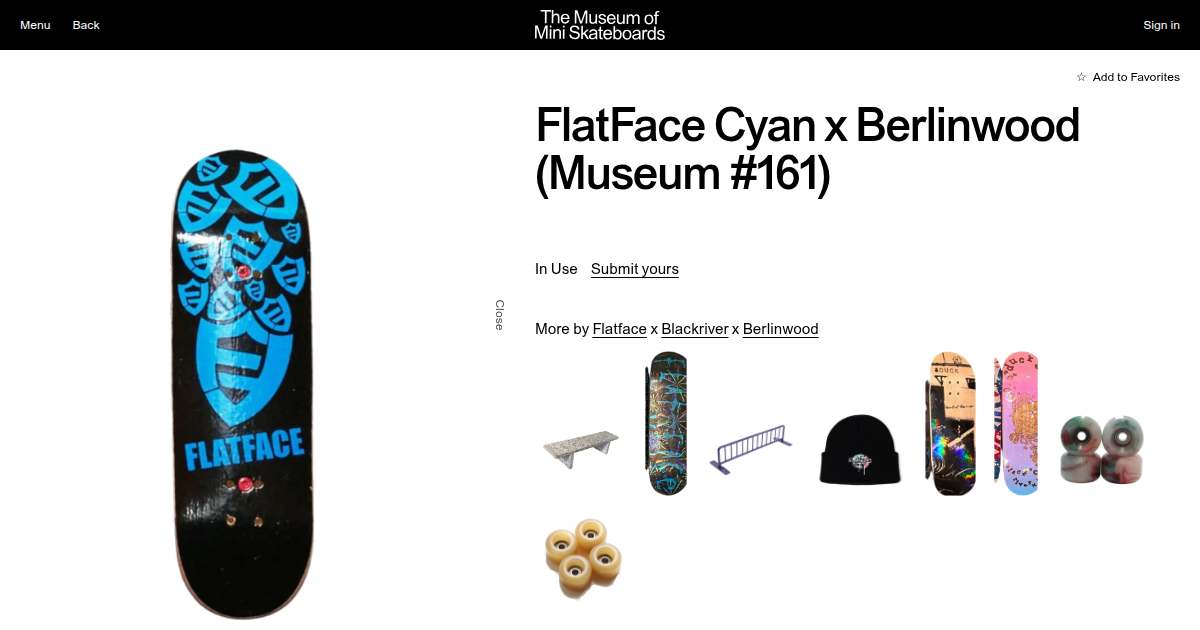 Menu
Back
The Museum of
Mini Skateboards
Sign in
☆ Add to Favorites
FlatFace Cyan x Berlinwood
(Museum #161)
In Use Submit yours
Close
More by Flatface x Blackriver x Berlinwood
FLATFACE